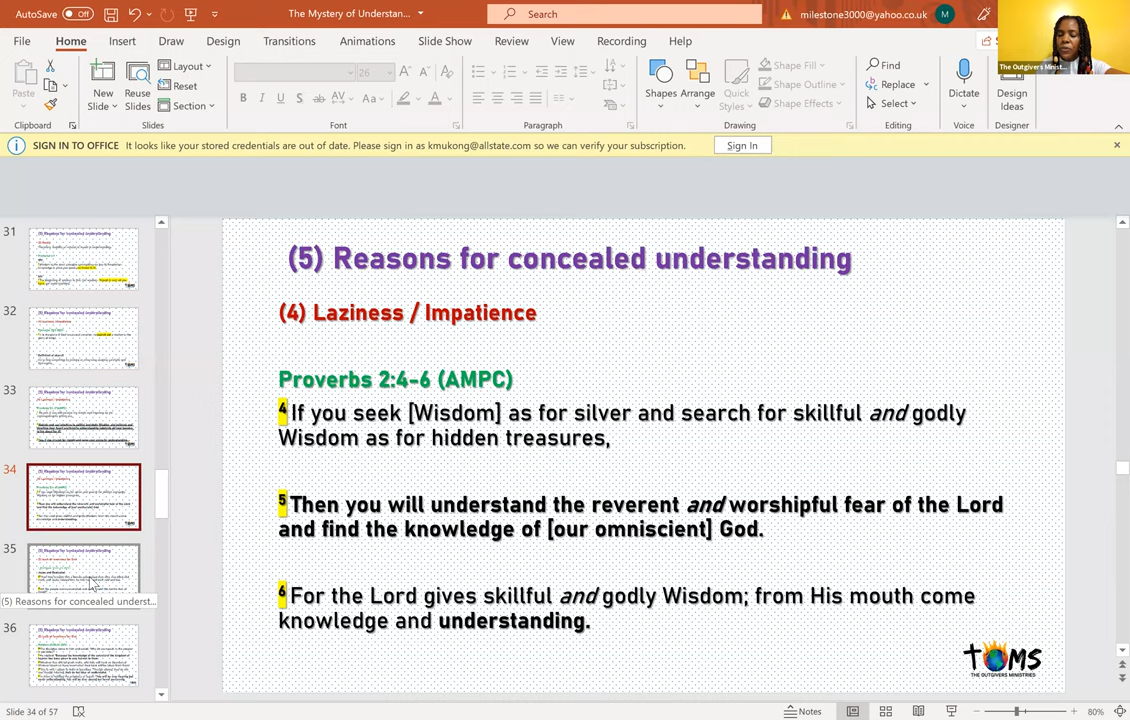 AutoSave Off The Mystery of Understan... Search milestone3000@yahoo.co.uk M
File Home Insert Draw Design Transitions Animations Slide Show Review View Recording Help
The Outgivers Minist...
Paste New Slide Reuse Slides Layout Reset Section 26 B I U S ab AV Aa A Shapes Arrange Quick Styles Shape Fill Shape Outline Shape Effects Find Replace Select Dictate Design Ideas
Clipboard Slides Font Paragraph Drawing Editing Voice Designer
SIGN IN TO OFFICE It looks like your stored credentials are out of date. Please sign in as kmukong@allstate.com so we can verify your subscription. Sign In
31
32
33
34
35
(5) Reasons for concealed underst...
36
(5) Reasons for concealed understanding
(4) Laziness / Impatience
Proverbs 2:4-6 (AMPC)
4 If you seek [Wisdom] as for silver and search for skillful and godly
Wisdom as for hidden treasures,
5 Then you will understand the reverent and worshipful fear of the Lord
and find the knowledge of [our omniscient] God.
6 For the Lord gives skillful and godly Wisdom; from His mouth come
knowledge and understanding.
TOMS
THE OUTGIVERS MINISTRIES
Slide 34 of 57 Notes 80%